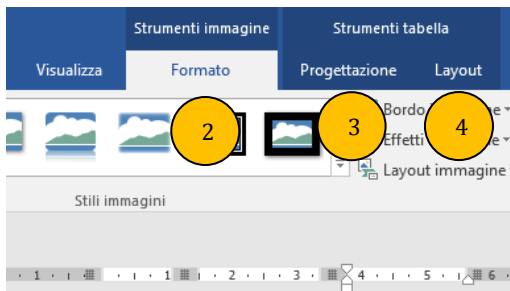 Strumenti immagine Strumenti tabella
Visualizza Formato Progettazione Layout
2 3 4
Bordo
Effetti
Layout immagine
Stili immagini
1 1 2 3 4 5 6